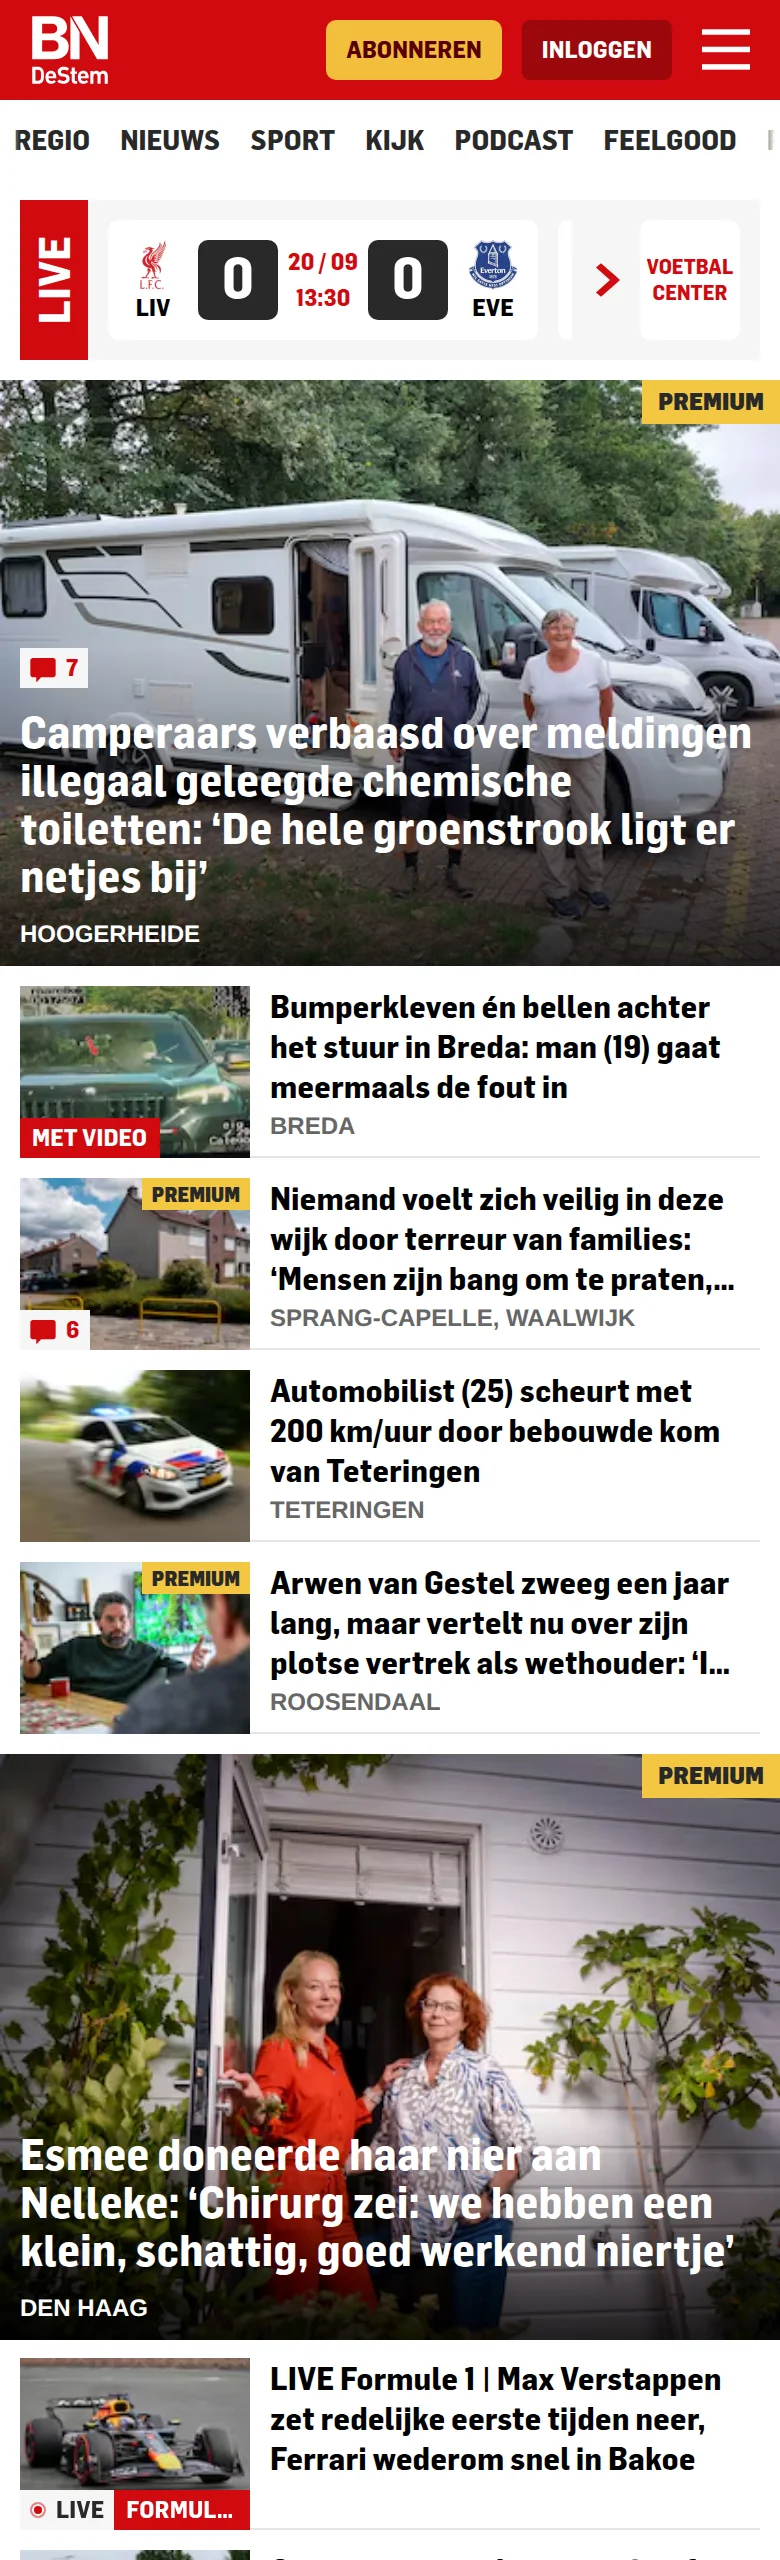 BN
DeStem
ABONNEREN
INLOGGEN
REGIO NIEUWS SPORT KIJK PODCAST FEELGOOD
LIVE
L.F.C.
LIV
0
20 / 09
13:30
0
Everton
EVE
VOETBAL
CENTER
PREMIUM
7
Camperaars verbaasd over meldingen
illegaal geleegde chemische
toiletten: ‘De hele groenstrook ligt er
netjes bij’
HOOGERHEIDE
MET VIDEO
Bumperkleven én bellen achter
het stuur in Breda: man (19) gaat
meermaals de fout in
BREDA
PREMIUM
6
Niemand voelt zich veilig in deze
wijk door terreur van families:
‘Mensen zijn bang om te praten,...
SPRANG-CAPELLE, WAALWIJK
Automobilist (25) scheurt met
200 km/uur door bebouwde kom
van Teteringen
TETERINGEN
PREMIUM
Arwen van Gestel zweeg een jaar
lang, maar vertelt nu over zijn
plotse vertrek als wethouder: ‘I...
ROOSENDAAL
PREMIUM
Esmee doneerde haar nier aan
Nelleke: ‘Chirurg zei: we hebben een
klein, schattig, goed werkend niertje’
DEN HAAG
LIVE FORMUL...
LIVE Formule 1 | Max Verstappen
zet redelijke eerste tijden neer,
Ferrari wederom snel in Bakoe